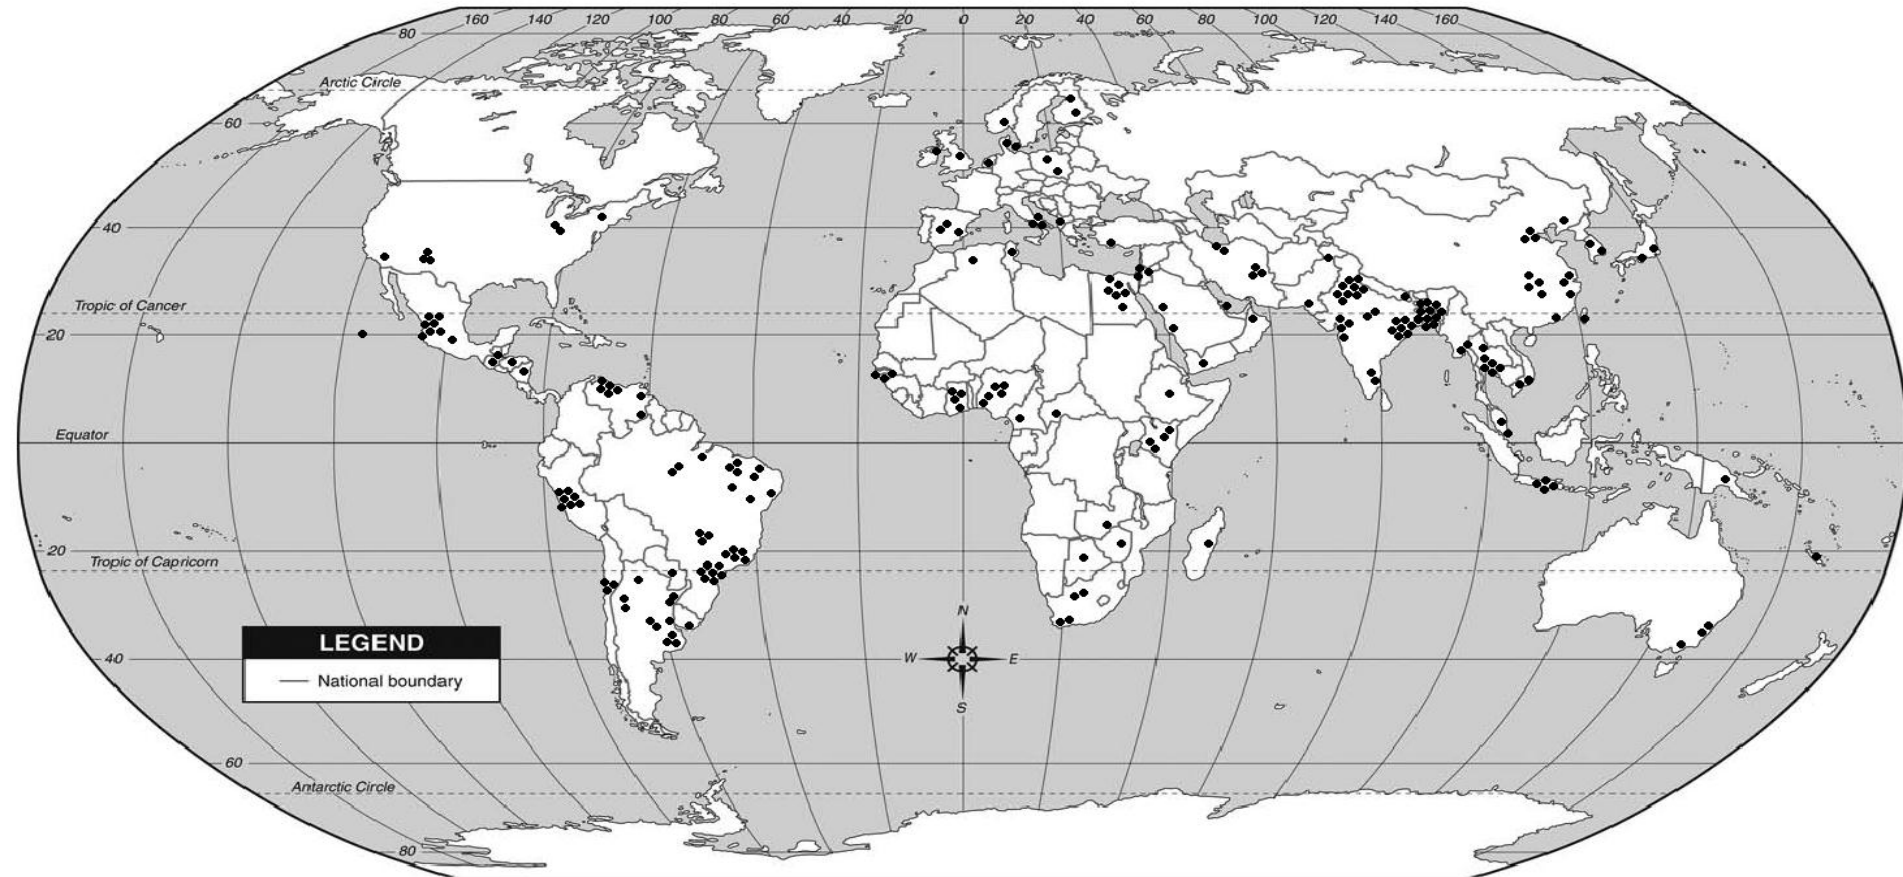 160 140 120 100 80 60 40 20 0 20 40 60 80 100 120 140 160
80
Arctic Circle
60
40
Tropic of Cancer
20
Equator
20
Tropic of Capricorn
N
W E
S
LEGEND
National boundary
40
60
Antarctic Circle
80